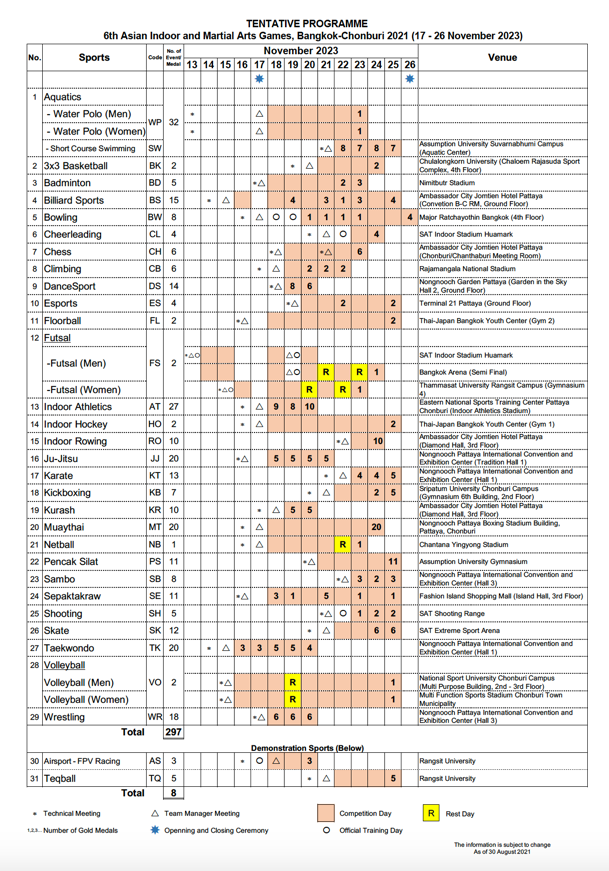 TENTATIVE PROGRAMME
6th Asian Indoor and Martial Arts Games, Bangkok-Chonburi 2021 (17 - 26 November 2023)
No. Sports Code No. of Event/ Medal November 2023 Venue
13 14 15 16 17 18 19 20 21 22 23 24 25 26
1 Aquatics WP 32
- Water Polo (Men) * △ 1
- Water Polo (Women) * △ 1
- Short Course Swimming SW *△ 8 7 8 7 Assumption University Suvarnabhumi Campus (Aquatic Center)
2 3x3 Basketball BK 2 * △ 2 Chulalongkorn University (Chaloem Rajasuda Sport Complex, 4th Floor)
3 Badminton BD 5 *△ 2 3 Nimitbutr Stadium
4 Billiard Sports BS 15 * △ 4 3 1 3 4 Ambassador City Jomtien Hotel Pattaya (Convetion B-C RM, Ground Floor)
5 Bowling BW 8 * △ O O 1 1 1 1 4 Major Ratchayothin Bangkok (4th Floor)
6 Cheerleading CL 4 * △ O 4 SAT Indoor Stadium Huamark
7 Chess CH 6 *△ *△ 6 Ambassador City Jomtien Hotel Pattaya (Chonburi/Chanthaburi Meeting Room)
8 Climbing CB 6 * △ 2 2 2 Rajamangala National Stadium
9 DanceSport DS 14 *△ 8 6 Nongnooch Garden Pattaya (Garden in the Sky Hall 2, Ground Floor)
10 Esports ES 4 *△ 2 2 Terminal 21 Pattaya (Ground Floor)
11 Floorball FL 2 *△ 2 Thai-Japan Bangkok Youth Center (Gym 2)
12 Futsal FS 2
-Futsal (Men) *△O △O SAT Indoor Stadium Huamark
△O R R 1 Bangkok Arena (Semi Final)
-Futsal (Women) *△O R R 1 Thammasat University Rangsit Campus (Gymnasium 4)
13 Indoor Athletics AT 27 * △ 9 8 10 Eastern National Sports Training Center Pattaya Chonburi (Indoor Athletics Stadium)
14 Indoor Hockey HO 2 * △ 2 Thai-Japan Bangkok Youth Center (Gym 1)
15 Indoor Rowing RO 10 *△ 10 Ambassador City Jomtien Hotel Pattaya (Diamond Hall, 3rd Floor)
16 Ju-Jitsu JJ 20 *△ 5 5 5 5 Nongnooch Pattaya International Convention and Exhibition Center (Tradition Hall 1)
17 Karate KT 13 * △ 4 4 5 Nongnooch Pattaya International Convention and Exhibition Center (Hall 1)
18 Kickboxing KB 7 * △ 2 5 Sripatum University Chonburi Campus (Gymnasium 6th Building, 2nd Floor)
19 Kurash KR 10 * △ 5 5 Ambassador City Jomtien Hotel Pattaya (Diamond Hall, 3rd Floor)
20 Muaythai MT 20 * △ 20 Nongnooch Pattaya Boxing Stadium Building, Pattaya, Chonburi
21 Netball NB 1 * △ R 1 Chantana Yingyong Stadium
22 Pencak Silat PS 11 *△ 11 Assumption University Gymnasium
23 Sambo SB 8 *△ 3 2 3 Nongnooch Pattaya International Convention and Exhibition Center (Hall 3)
24 Sepaktakraw SE 11 *△ 3 1 5 1 1 Fashion Island Shopping Mall (Island Hall, 3rd Floor)
25 Shooting SH 5 *△ O 1 2 2 SAT Shooting Range
26 Skate SK 12 * △ 6 6 SAT Extreme Sport Arena
27 Taekwondo TK 20 * △ 3 3 5 5 4 Nongnooch Pattaya International Convention and Exhibition Center (Hall 1)
28 Volleyball VO 2
Volleyball (Men) *△ R 1 National Sport University Chonburi Campus (Multi Purpose Building, 2nd - 3rd Floor)
Volleyball (Women) *△ R 1 Multi Function Sports Stadium Chonburi Town Municipality
29 Wrestling WR 18 *△ 6 6 6 Nongnooch Pattaya International Convention and Exhibition Center (Hall 3)
Total 297
Demonstration Sports (Below)
30 Airsport - FPV Racing AS 3 * O △ 3 Rangsit University
31 Teqball TQ 5 * △ 5 Rangsit University
Total 8
* Technical Meeting △ Team Manager Meeting Competition Day R Rest Day
1,2,3... Number of Gold Medals Openning and Closing Ceremony O Official Training Day
The information is subject to change
As of 30 August 2021